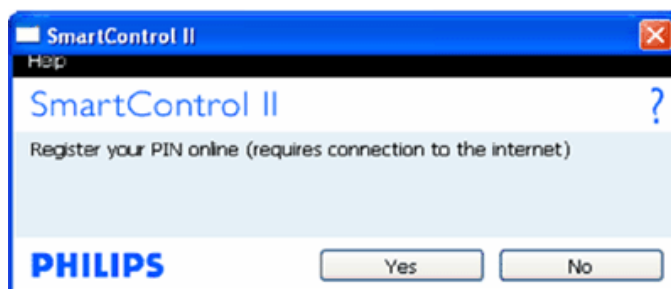 SmartControl II
Help
SmartControl II ?
Register your PIN online (requires connection to the internet)
PHILIPS Yes No